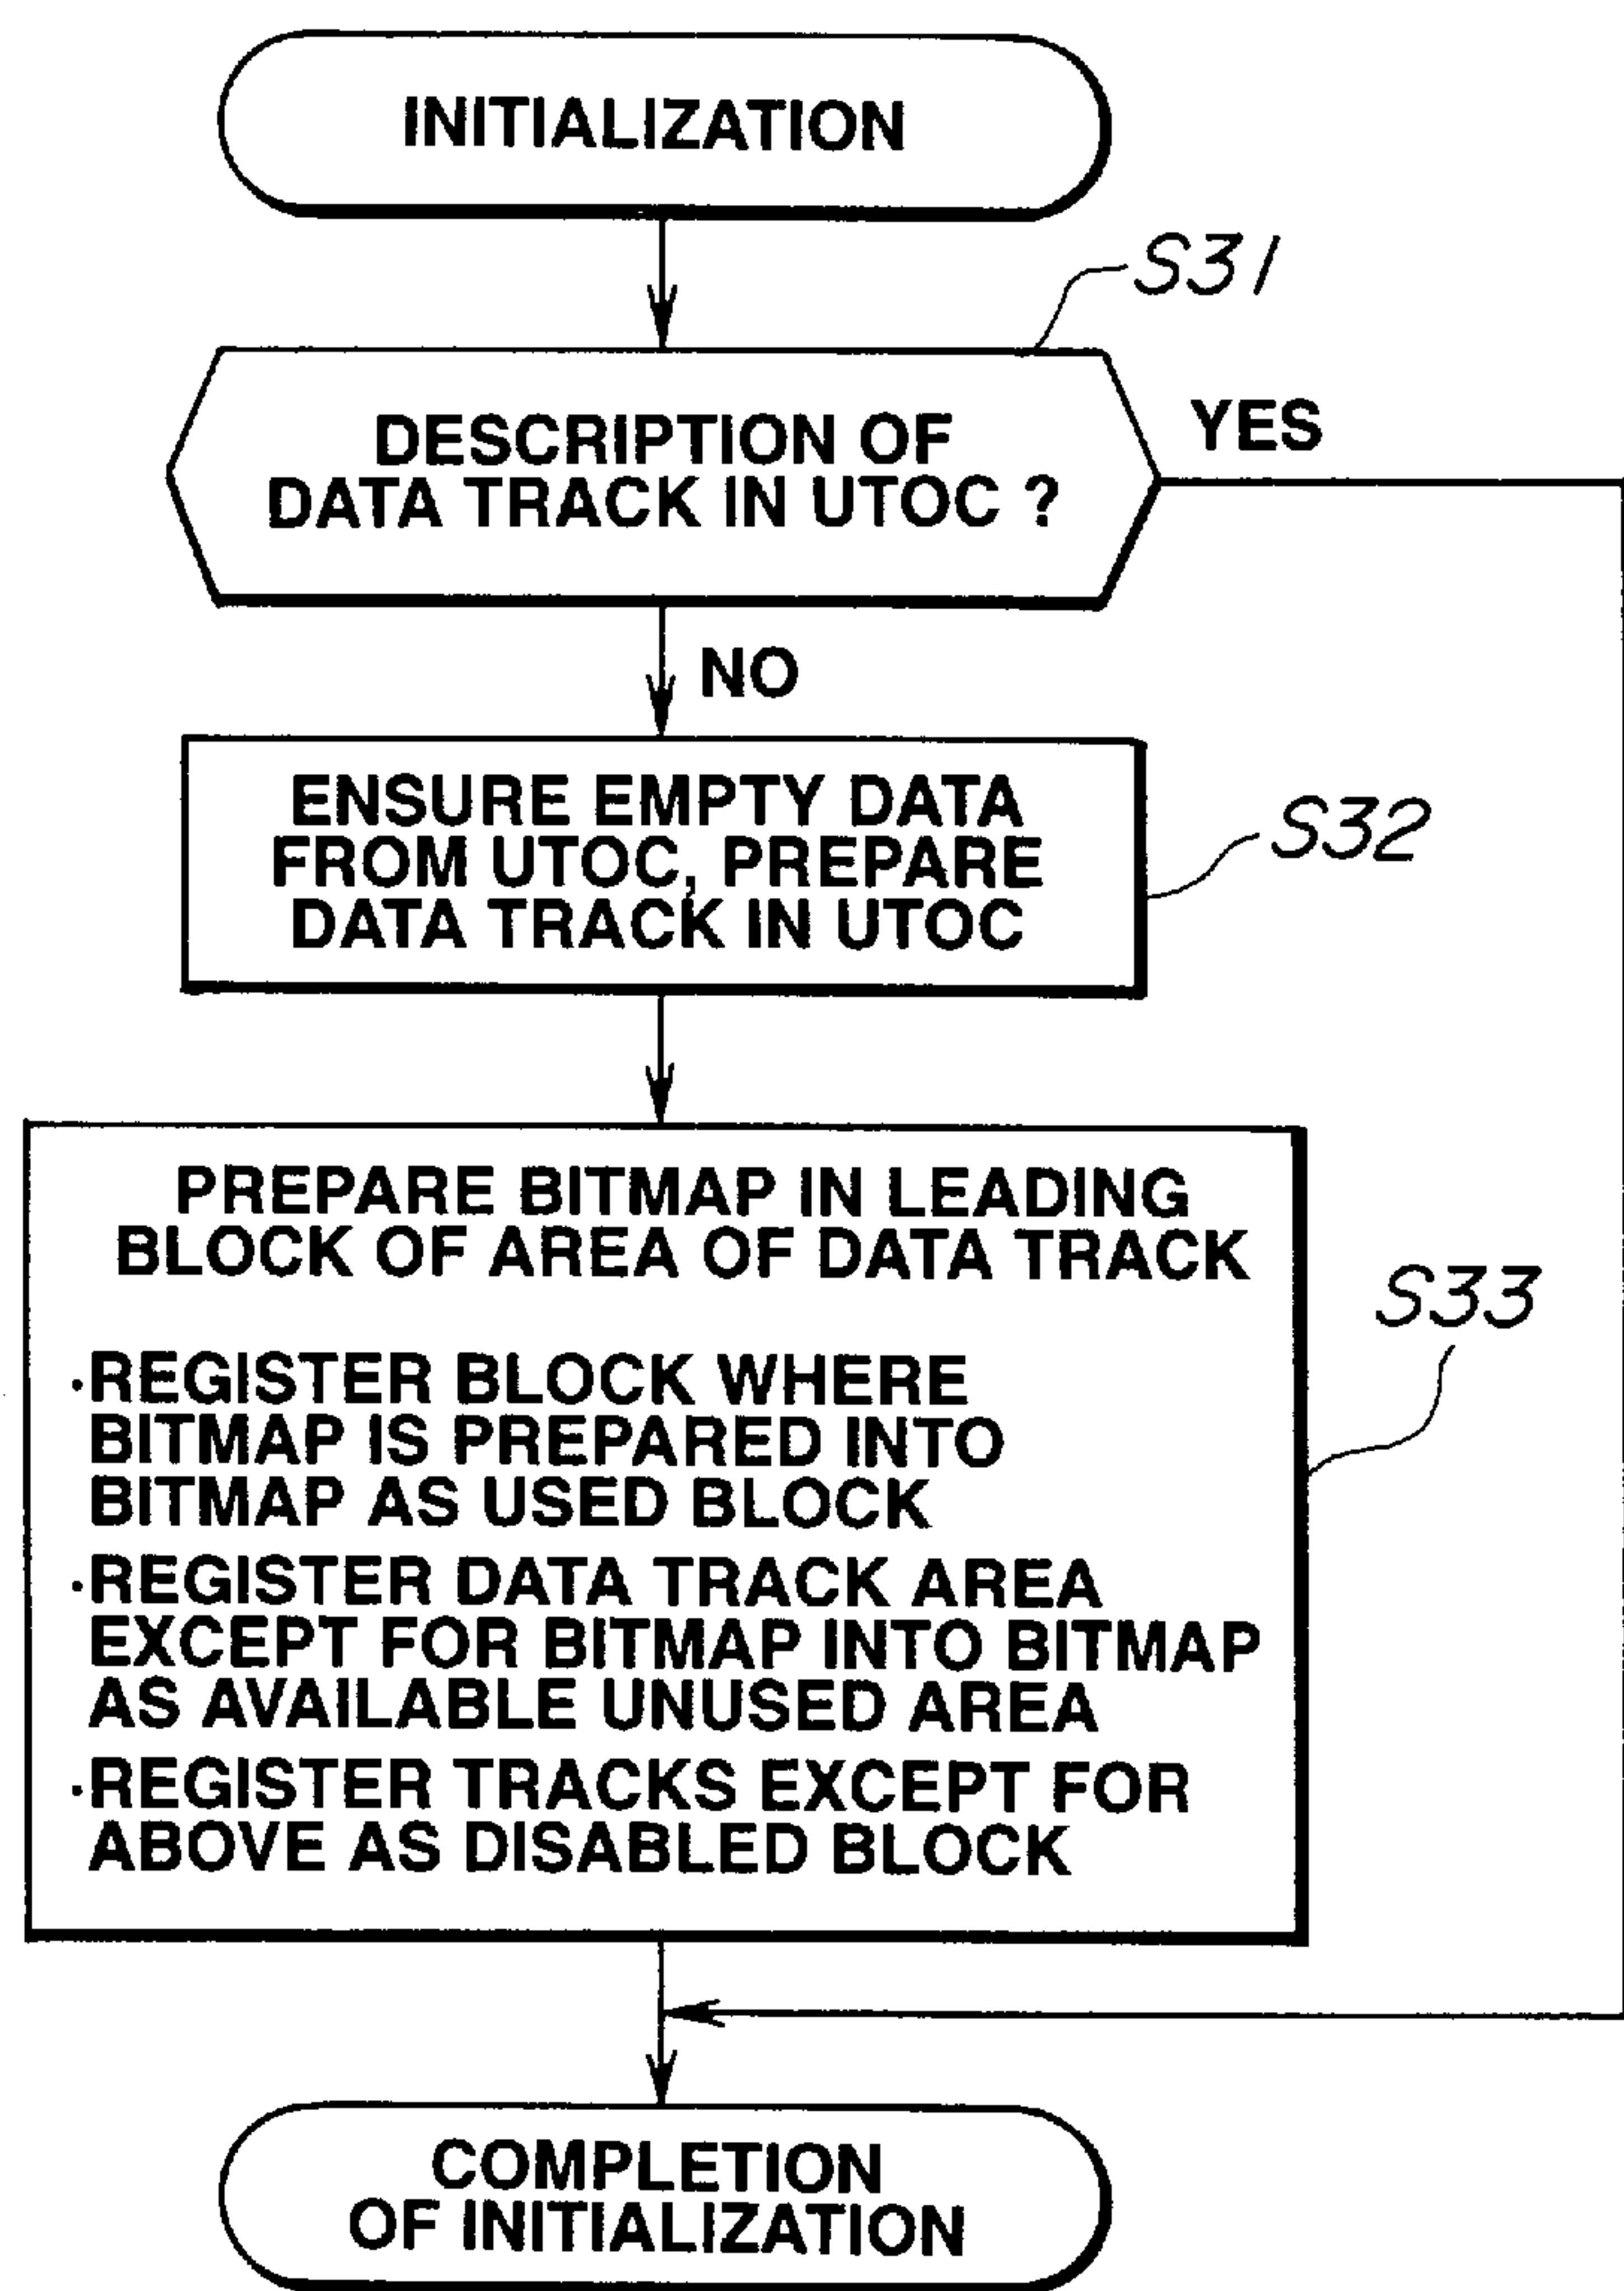 INITIALIZATION
S31
DESCRIPTION OF
DATA TRACK IN UTOC ?
YES
NO
ENSURE EMPTY DATA
FROM UTOC, PREPARE
DATA TRACK IN UTOC
S32
PREPARE BITMAP IN LEADING
BLOCK OF AREA OF DATA TRACK
S33
·REGISTER BLOCK WHERE
BITMAP IS PREPARED INTO
BITMAP AS USED BLOCK
·REGISTER DATA TRACK AREA
EXCEPT FOR BITMAP INTO BITMAP
AS AVAILABLE UNUSED AREA
·REGISTER TRACKS EXCEPT FOR
ABOVE AS DISABLED BLOCK
COMPLETION
OF INITIALIZATION